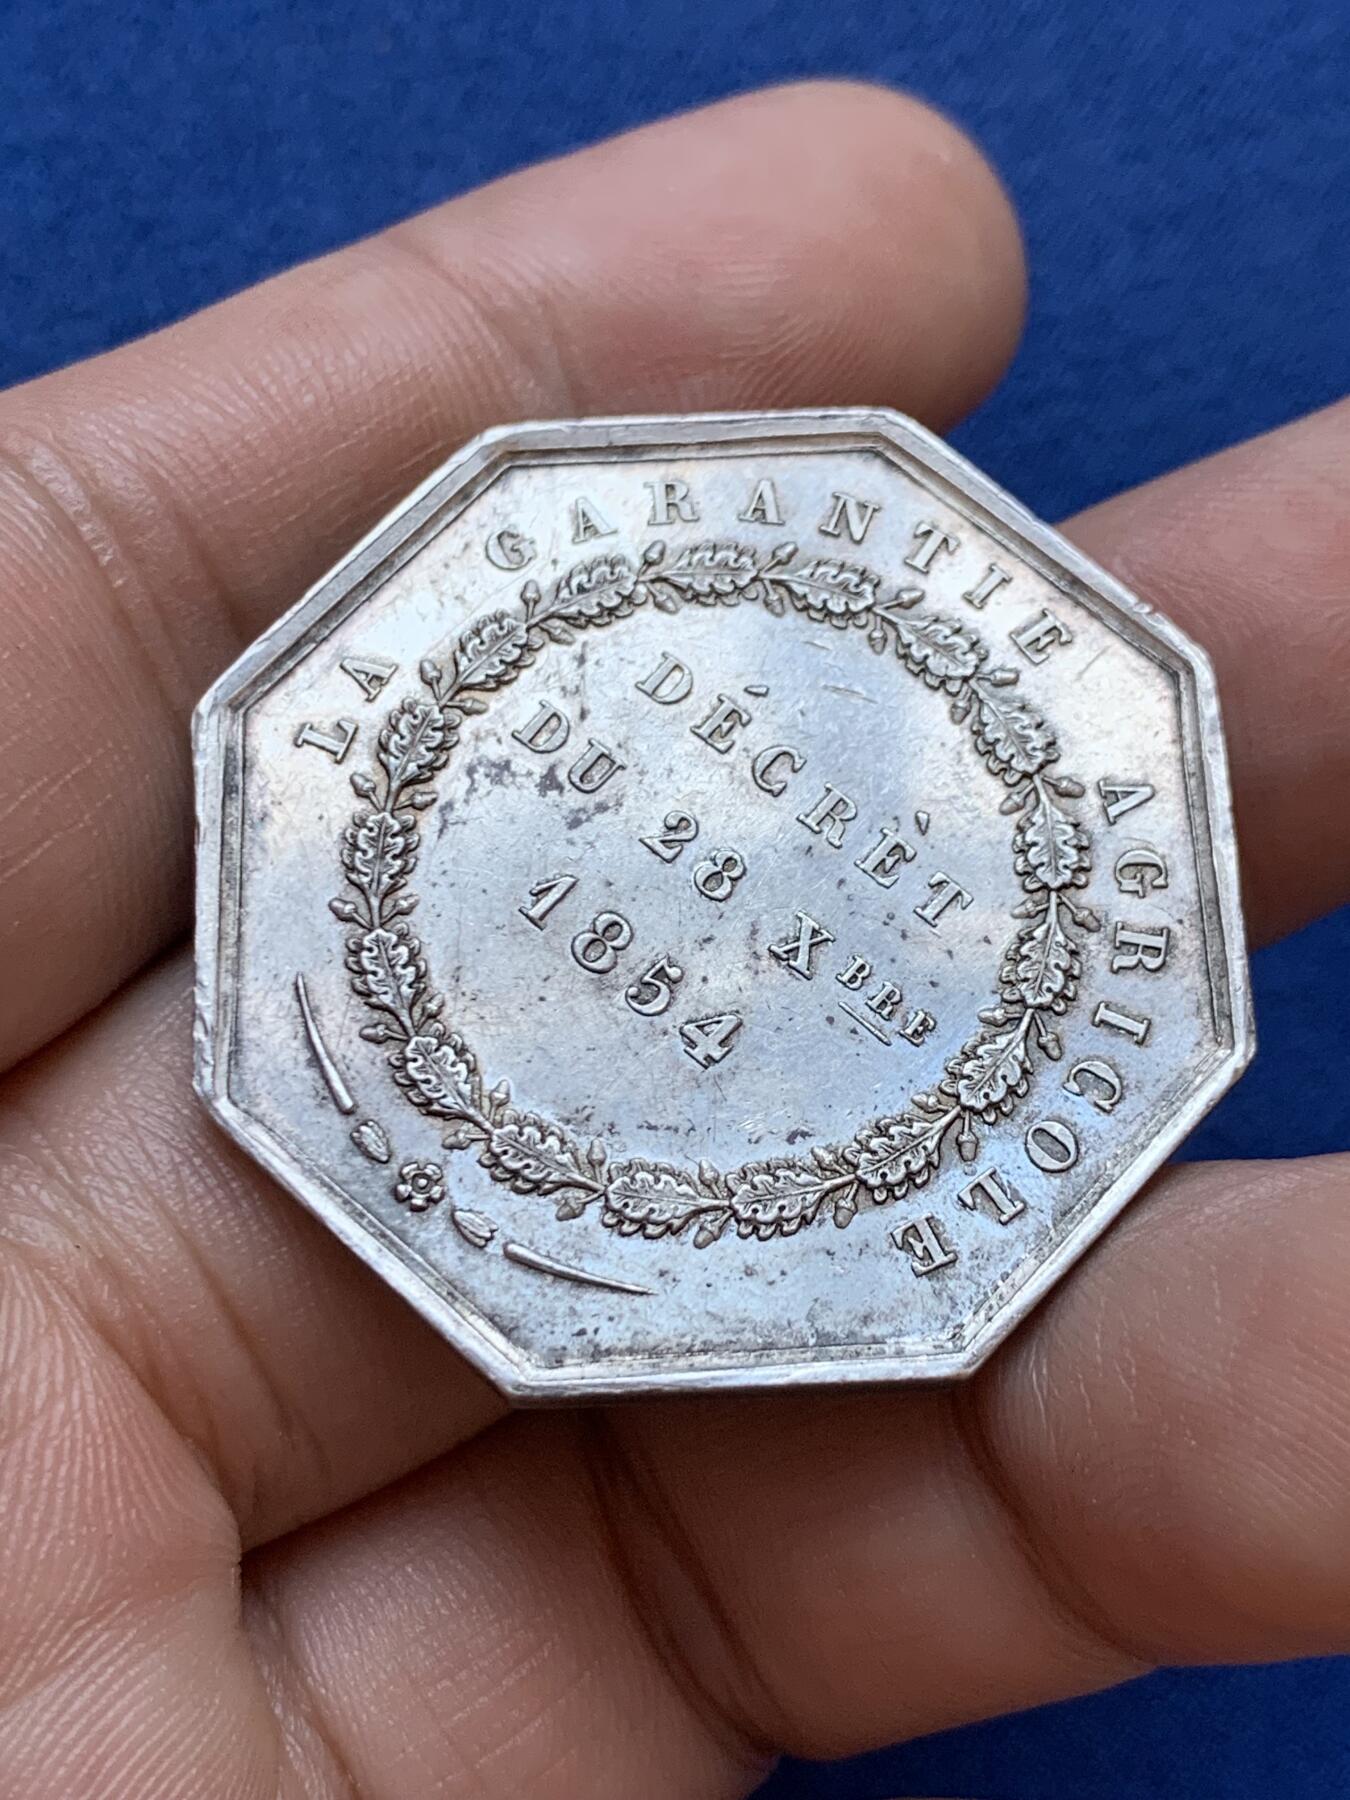 LA GARANTIE AGRICOLE
DÉCRÉT
DU 28 XBRE
1854